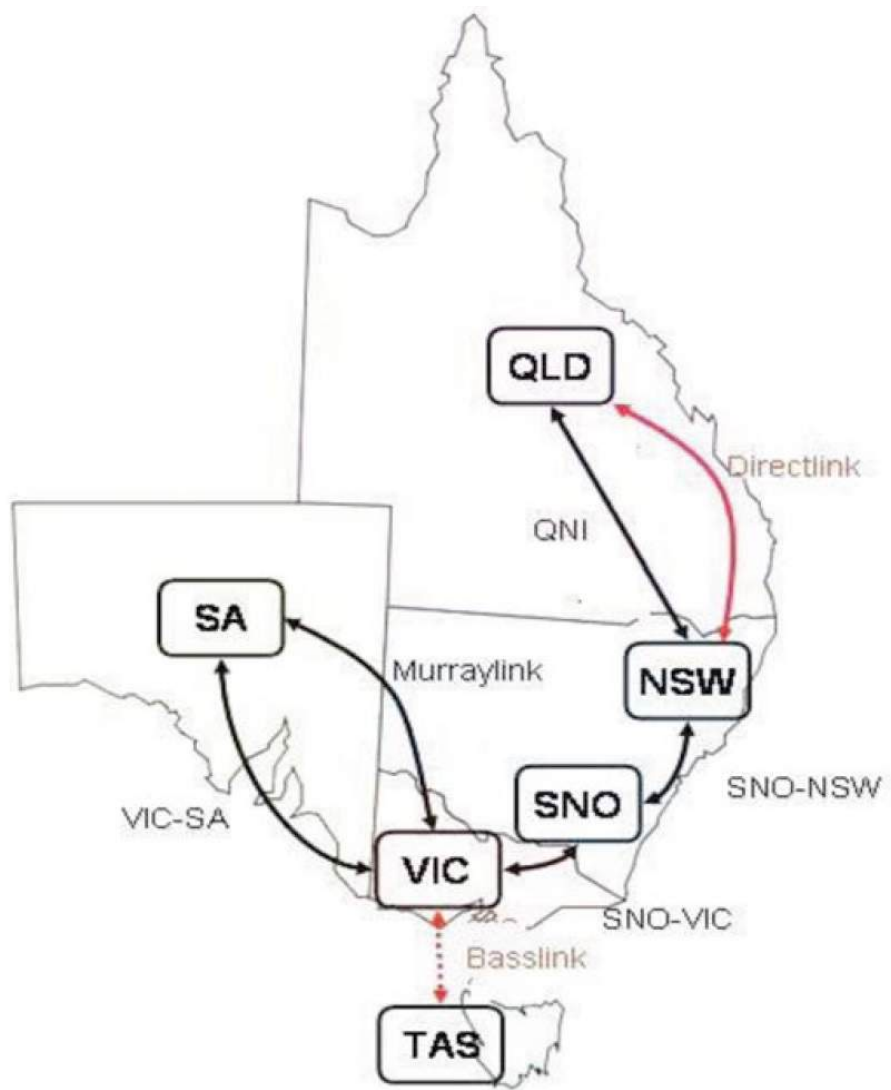 QLD
Directlink
QNI
SA
Murraylink
NSW
SNO
SNO-NSW
VIC-SA
VIC
SNO-VIC
Basslink
TAS